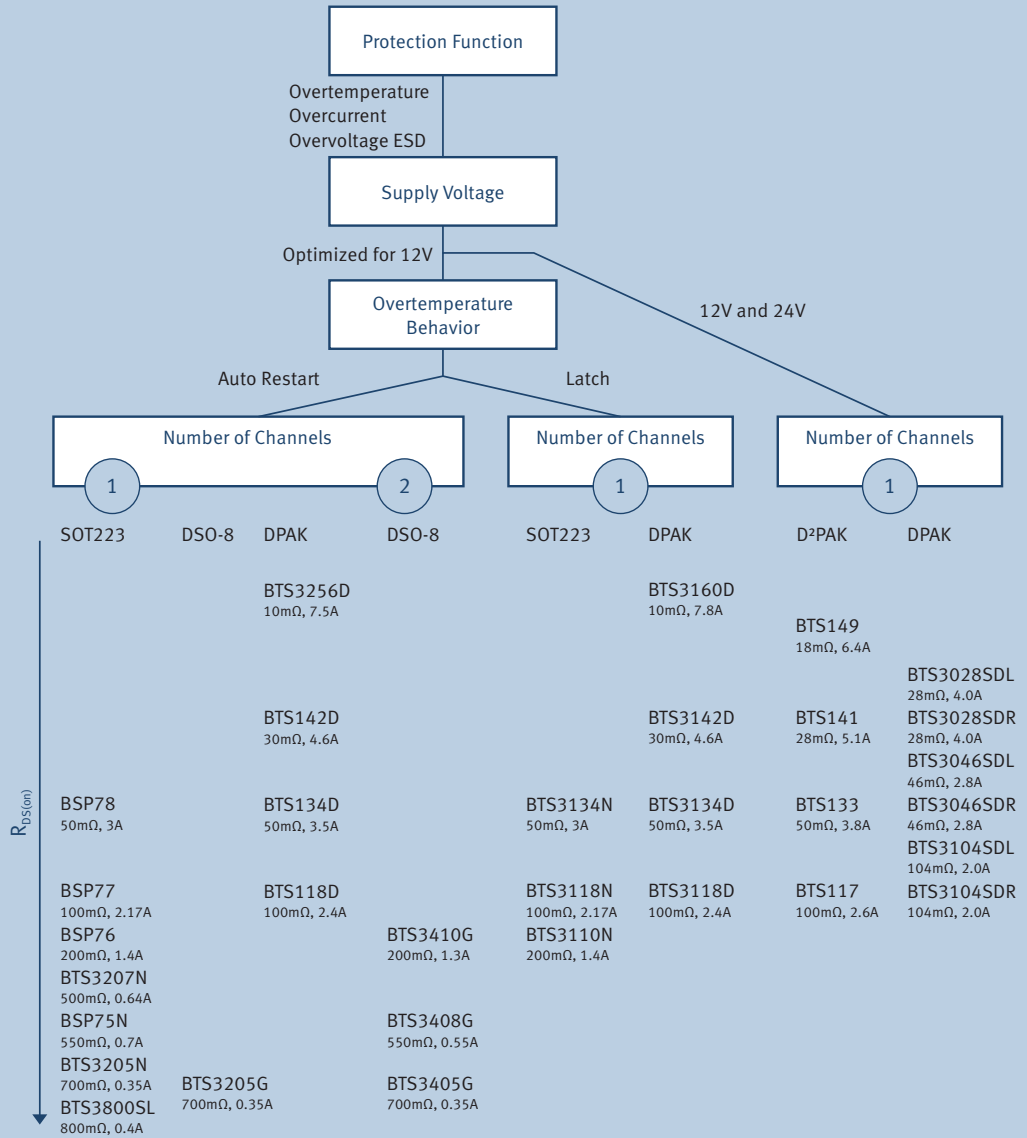 Protection Function
Overtemperature
Overcurrent
Overvoltage ESD
Supply Voltage
Optimized for 12V
Overtemperature
Behavior
12V and 24V
Auto Restart
Latch
Number of Channels
Number of Channels
Number of Channels
1
2
1
1
SOT223
DSO-8
DPAK
DSO-8
SOT223
DPAK
D²PAK
DPAK
RDS(on)
BSP78
50mΩ, 3A
BSP77
100mΩ, 2.17A
BSP76
200mΩ, 1.4A
BTS3207N
500mΩ, 0.64A
BSP75N
550mΩ, 0.7A
BTS3205N
700mΩ, 0.35A
BTS3800SL
800mΩ, 0.4A
BTS3205G
700mΩ, 0.35A
BTS3256D
10mΩ, 7.5A
BTS142D
30mΩ, 4.6A
BTS134D
50mΩ, 3.5A
BTS118D
100mΩ, 2.4A
BTS3410G
200mΩ, 1.3A
BTS3408G
550mΩ, 0.55A
BTS3405G
700mΩ, 0.35A
BTS3134N
50mΩ, 3A
BTS3118N
100mΩ, 2.17A
BTS3110N
200mΩ, 1.4A
BTS3160D
10mΩ, 7.8A
BTS3142D
30mΩ, 4.6A
BTS3134D
50mΩ, 3.5A
BTS3118D
100mΩ, 2.4A
BTS149
18mΩ, 6.4A
BTS141
28mΩ, 5.1A
BTS133
50mΩ, 3.8A
BTS117
100mΩ, 2.6A
BTS3028SDL
28mΩ, 4.0A
BTS3028SDR
28mΩ, 4.0A
BTS3046SDL
46mΩ, 2.8A
BTS3046SDR
46mΩ, 2.8A
BTS3104SDL
104mΩ, 2.0A
BTS3104SDR
104mΩ, 2.0A